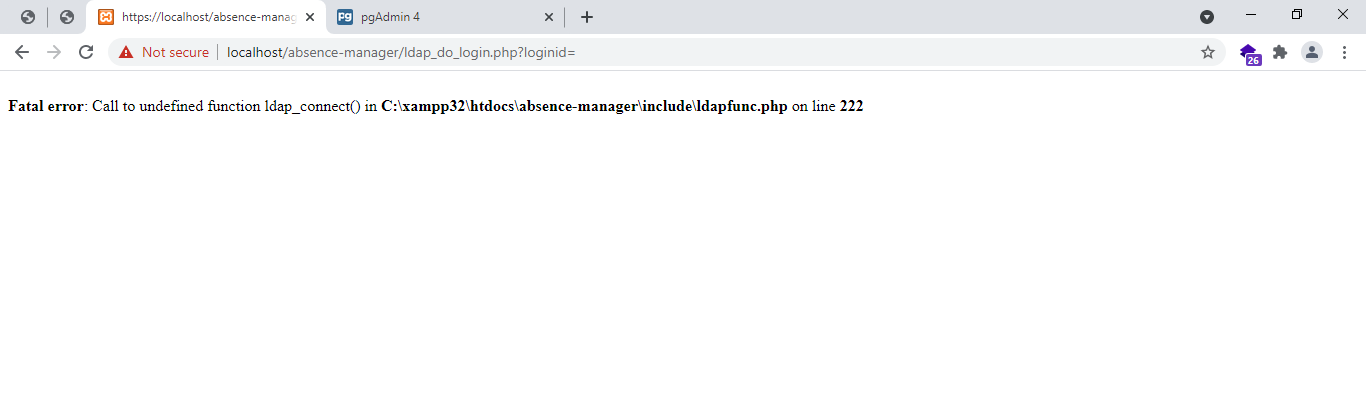 https://localhost/absence-manag
pgAdmin 4
Not secure
localhost/absence-manager/ldap_do_login.php?loginid=
26
Fatal error: Call to undefined function ldap_connect() in C:\xampp32\htdocs\absence-manager\include\ldapfunc.php on line 222